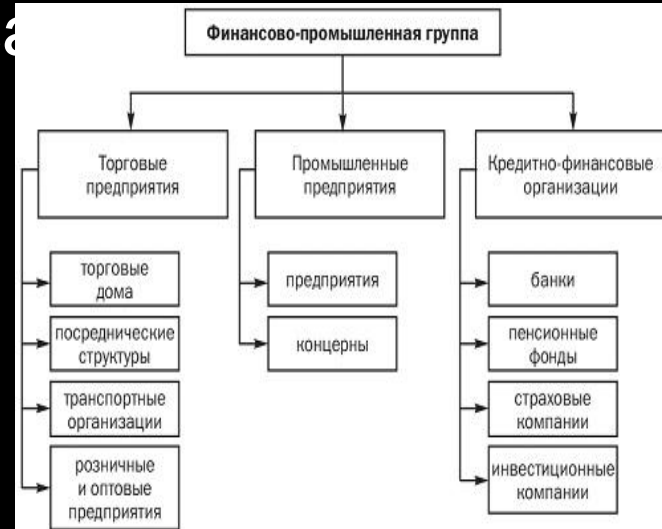 а
Финансово-промышленная группа
Торговые
предприятия
Промышленные
предприятия
Кредитно-финансовые
организации
торговые
дома
посреднические
структуры
транспортные
организации
розничные
и оптовые
предприятия
предприятия
концерны
банки
пенсионные
фонды
страховые
компании
инвестиционные
компании